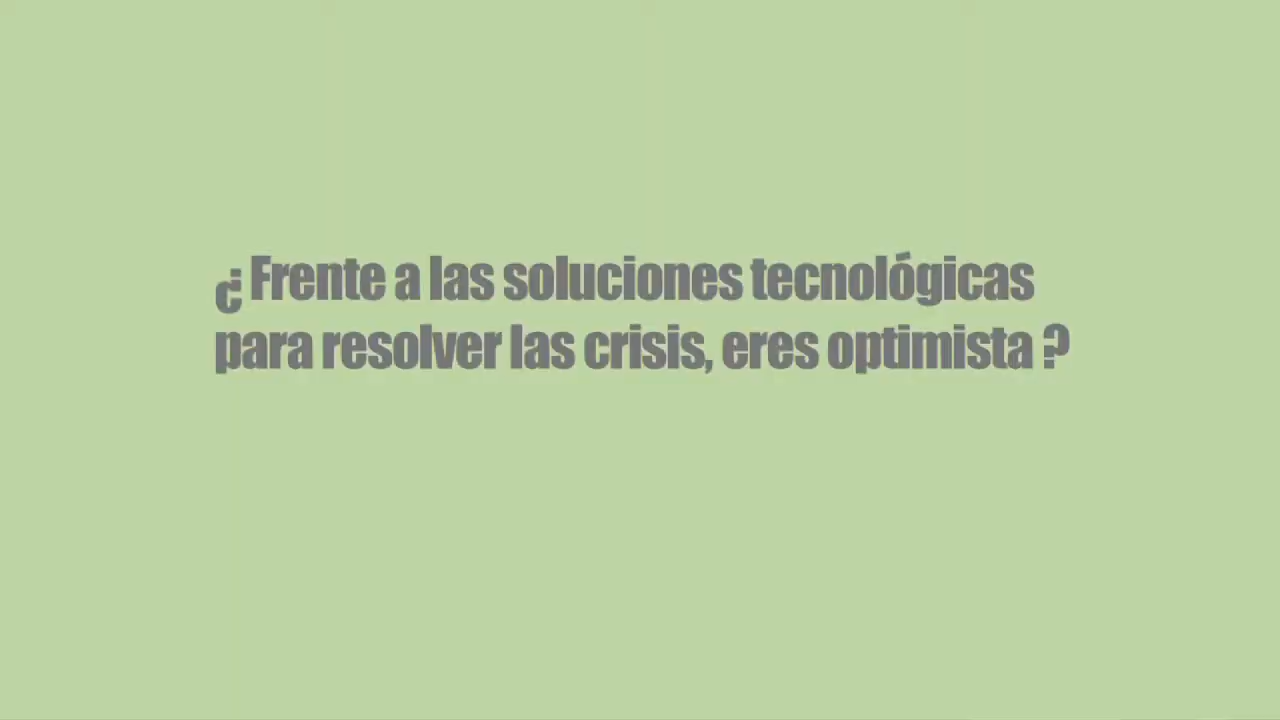 ¿ Frente a las soluciones tecnológicas
para resolver las crisis, eres optimista ?